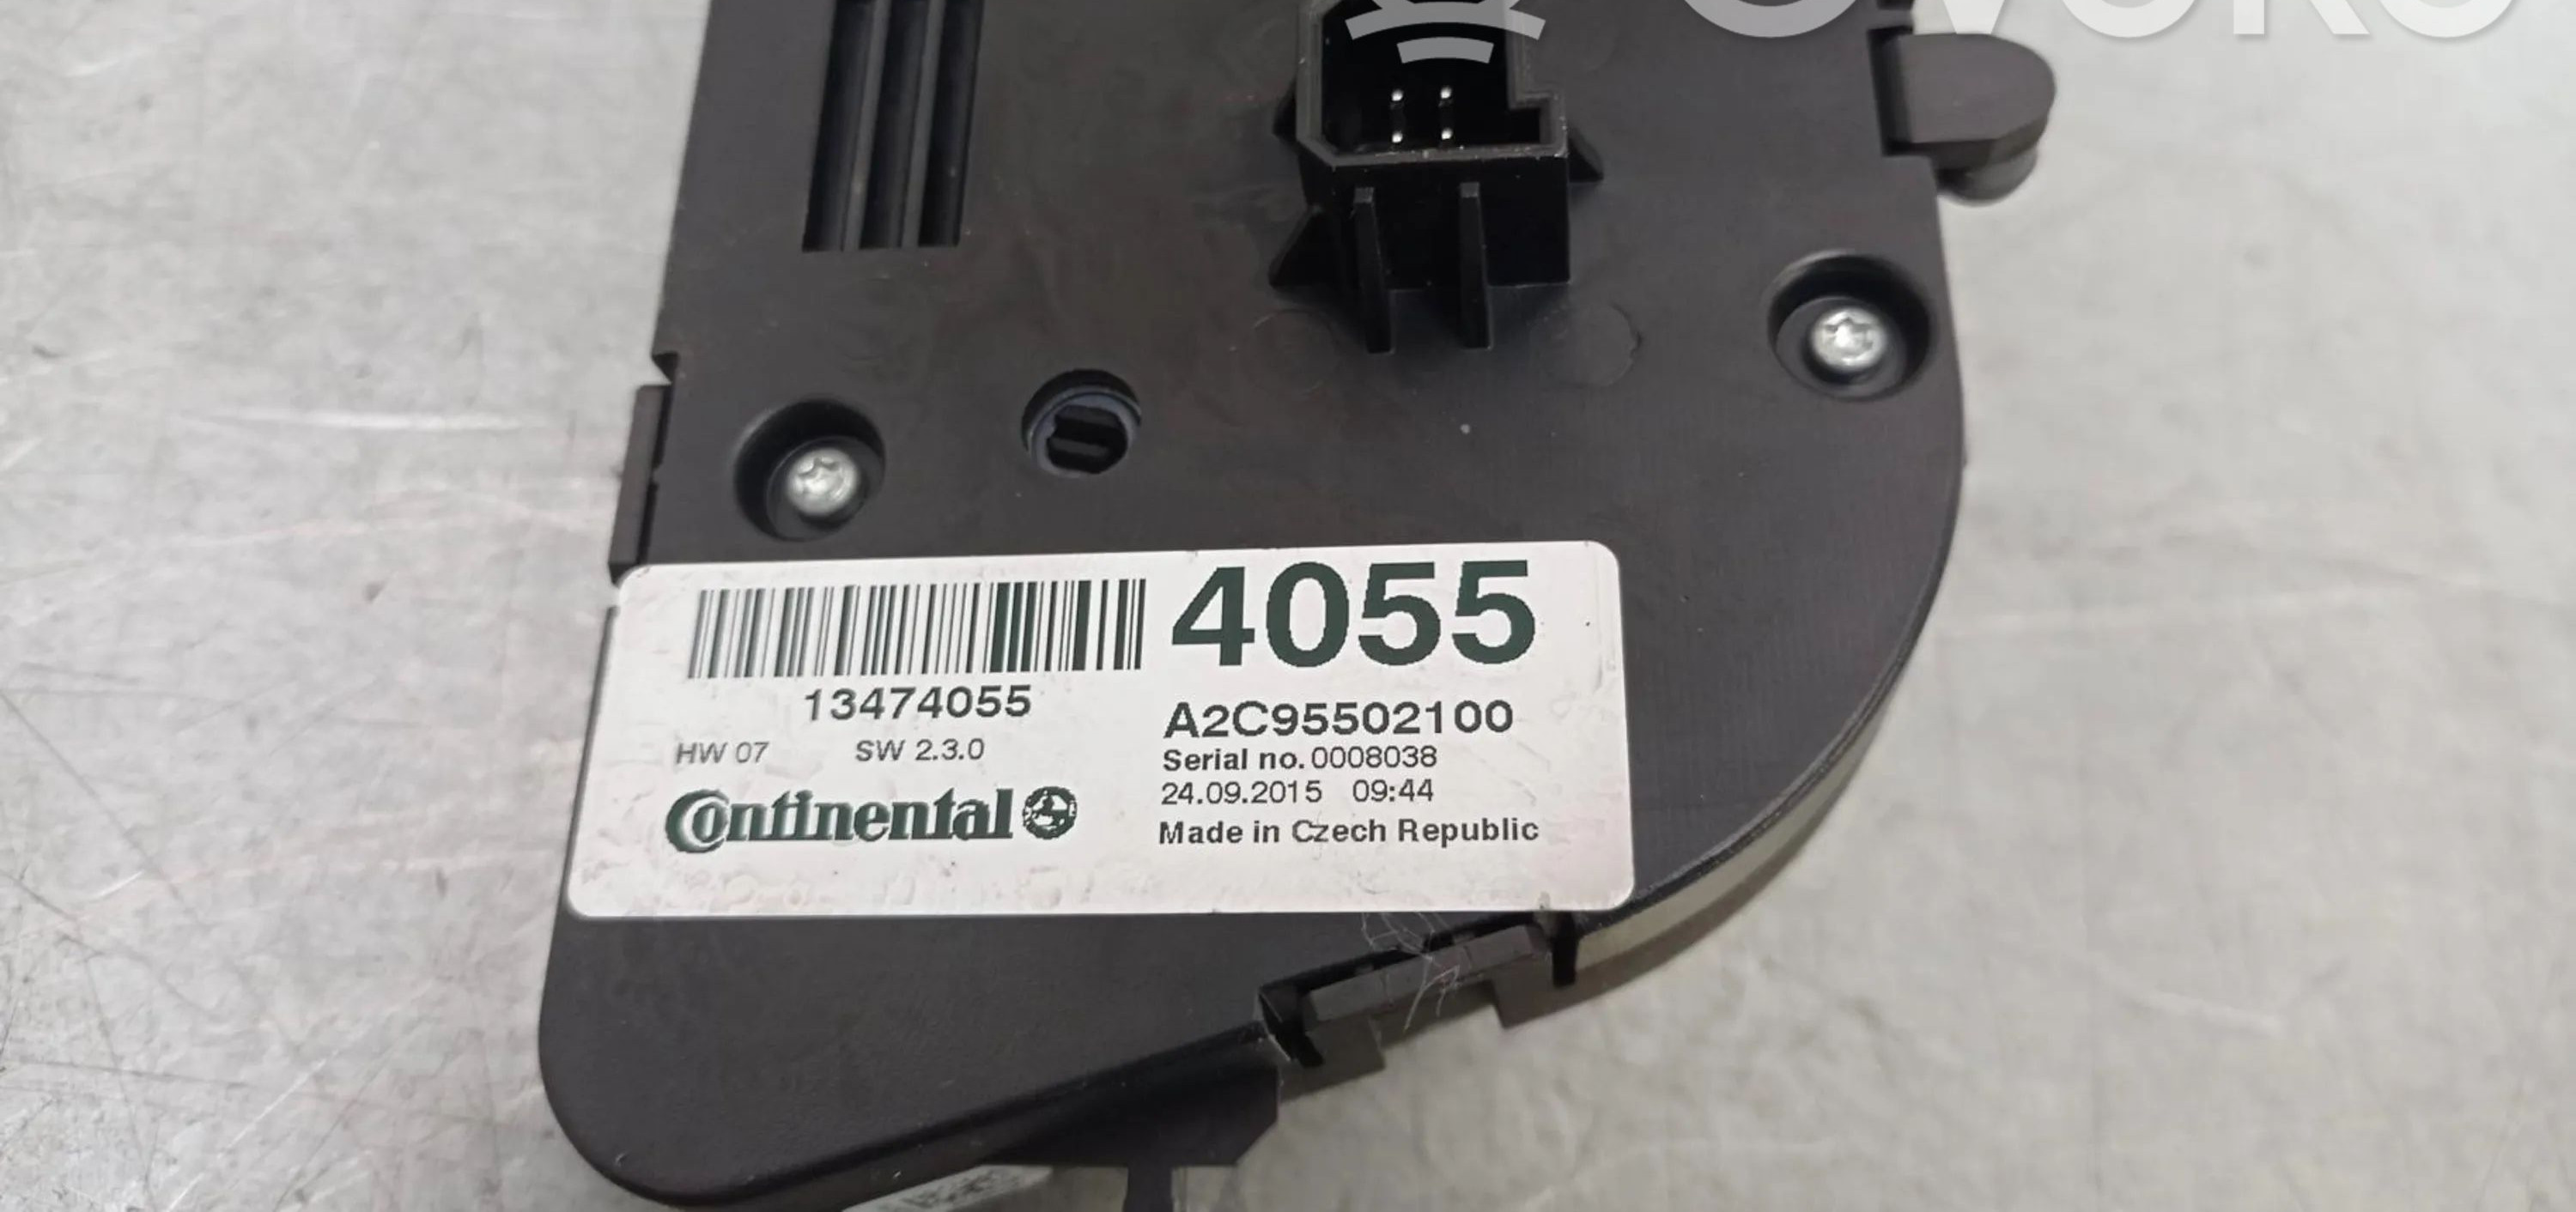 4055
13474055
A2C95502100
HW 07 SW 2.3.0
Serial no. 0008038
24.09.2015 09:44
Continental
Made in Czech Republic